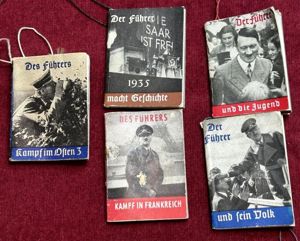 Des Führers
Kampf im Osten 3
Der Führer
DIE
SAAR
IST FREI
1935
macht Geschichte
Der Führer
und die Jugend
DES FÜHRERS
KAMPF IN FRANKREICH
Der
Führer
und sein Volk